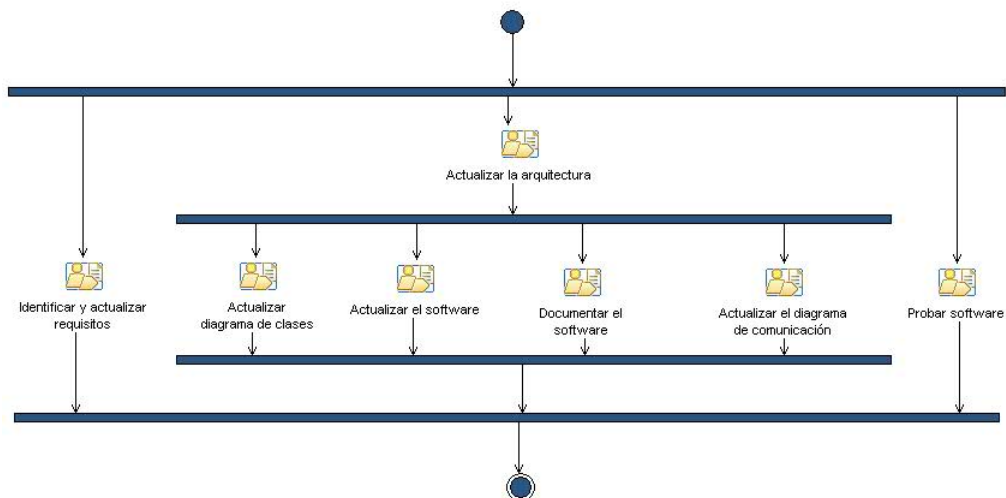 Actualizar la arquitectura
Identificar y actualizar
requisitos
Actualizar
diagrama de clases
Actualizar el software
Documentar el
software
Actualizar el diagrama
de comunicación
Probar software